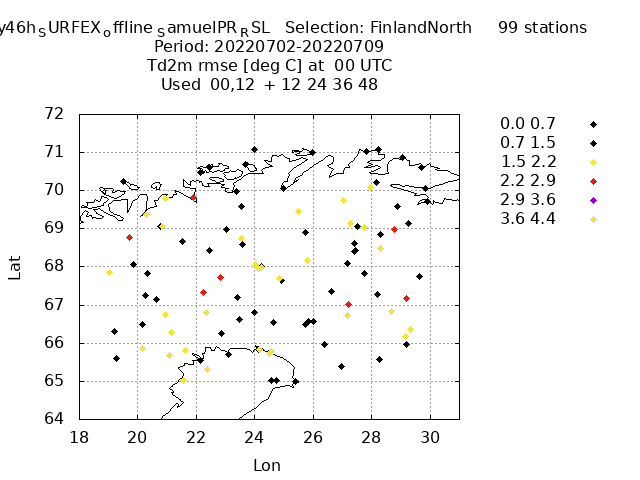 y46hSURFEXoffline SamuelPRRSL Selection: FinlandNorth 99 stations
Period: 20220702-20220709
Td2m rmse [deg C] at 00 UTC
Used 00,12 + 12 24 36 48
72
71
70
69
68
67
66
65
64
18 20 22 24 26 28 30
Lat
Lon
0.0 0.7
0.7 1.5
1.5 2.2
2.2 2.9
2.9 3.6
3.6 4.4